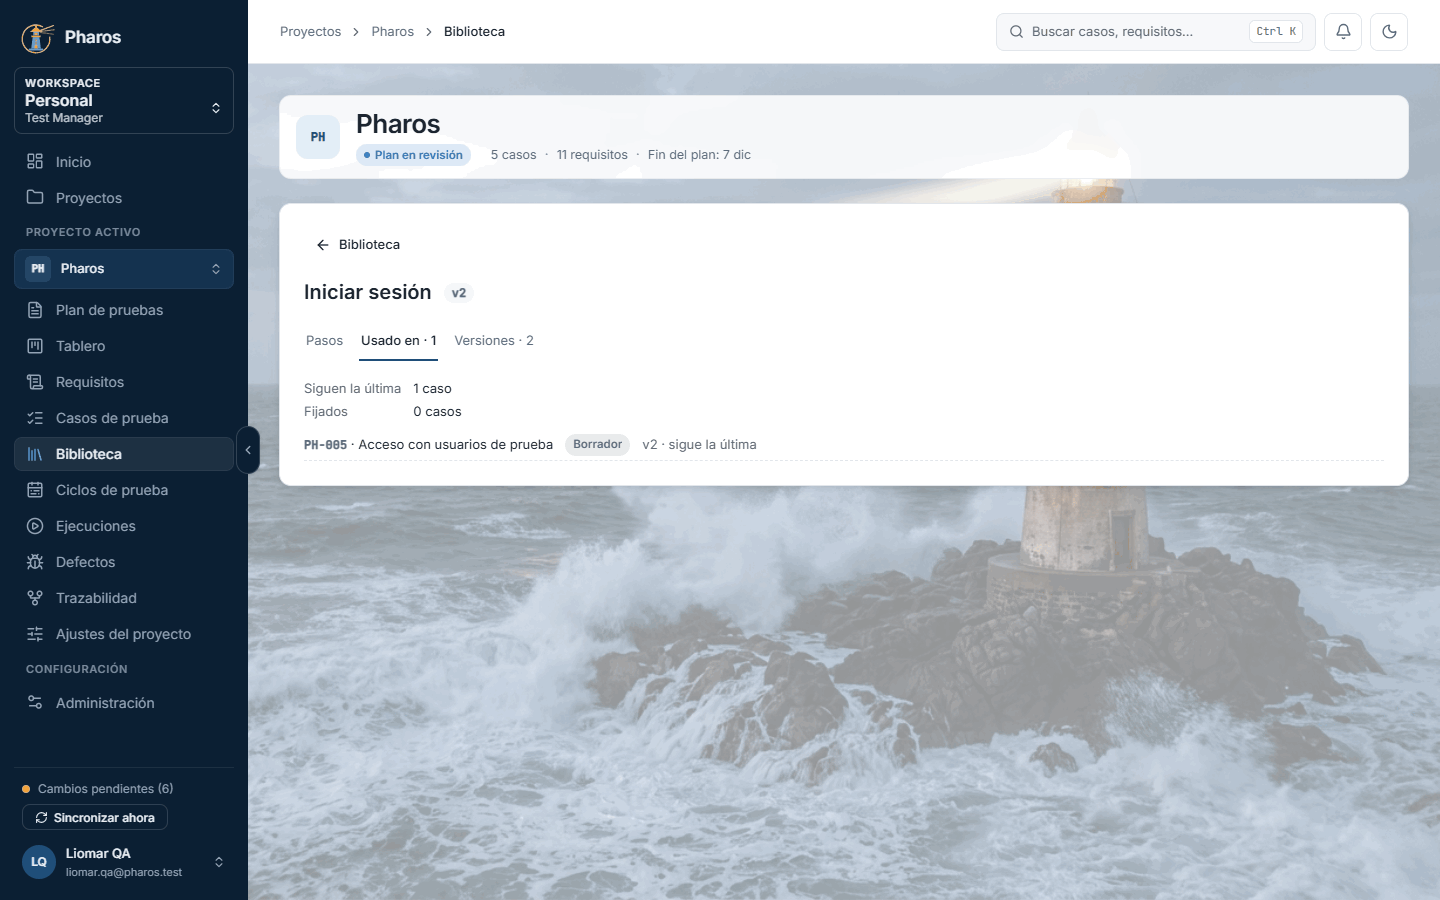 Pharos
WORKSPACE
Personal
Test Manager
Inicio
Proyectos
PROYECTO ACTIVO
PH Pharos
Plan de pruebas
Tablero
Requisitos
Casos de prueba
Biblioteca
Ciclos de prueba
Ejecuciones
Defectos
Trazabilidad
Ajustes del proyecto
CONFIGURACIÓN
Administración
Cambios pendientes (6)
Sincronizar ahora
LQ
Liomar QA
liomar.qa@pharos.test
Proyectos > Pharos > Biblioteca
Buscar casos, requisitos... Ctrl K
PH
Pharos
Plan en revisión 5 casos · 11 requisitos · Fin del plan: 7 dic
Biblioteca
Iniciar sesión v2
Pasos Usado en · 1 Versiones · 2
Siguen la última 1 caso
Fijados 0 casos
PH-005 · Acceso con usuarios de prueba Borrador v2 · sigue la última